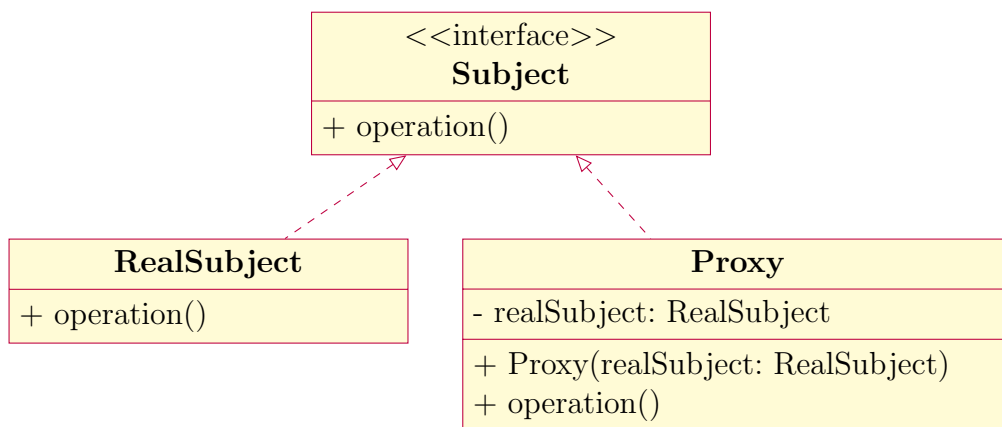 <<interface>>
Subject
+ operation()
RealSubject
+ operation()
Proxy
- realSubject: RealSubject
+ Proxy(realSubject: RealSubject)
+ operation()